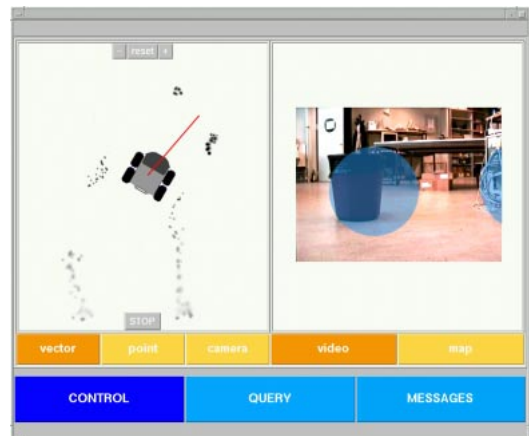 - reset +
STOP
vector point camera video map
CONTROL QUERY MESSAGES